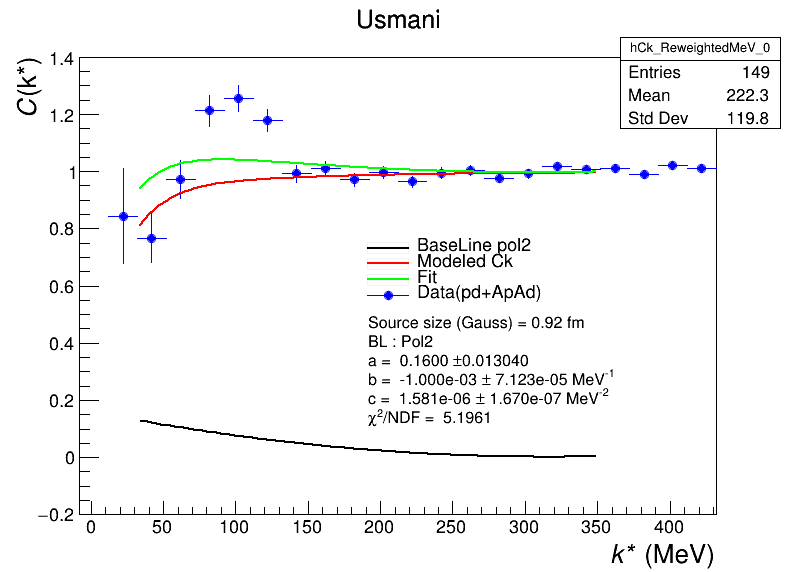 Usmani
hCk_ReweightedMeV_0
Entries 149
Mean 222.3
Std Dev 119.8
C(k*)
1.4
1.2
1
0.8
0.6
0.4
0.2
0
−0.2
BaseLine pol2
Modeled Ck
Fit
Data(pd+ApAd)
Source size (Gauss) = 0.92 fm
BL : Pol2
a = 0.1600 ±0.013040
b = -1.000e-03 ± 7.123e-05 MeV⁻¹
c = 1.581e-06 ± 1.670e-07 MeV⁻²
χ²/NDF = 5.1961
0 50 100 150 200 250 300 350 400
k* (MeV)